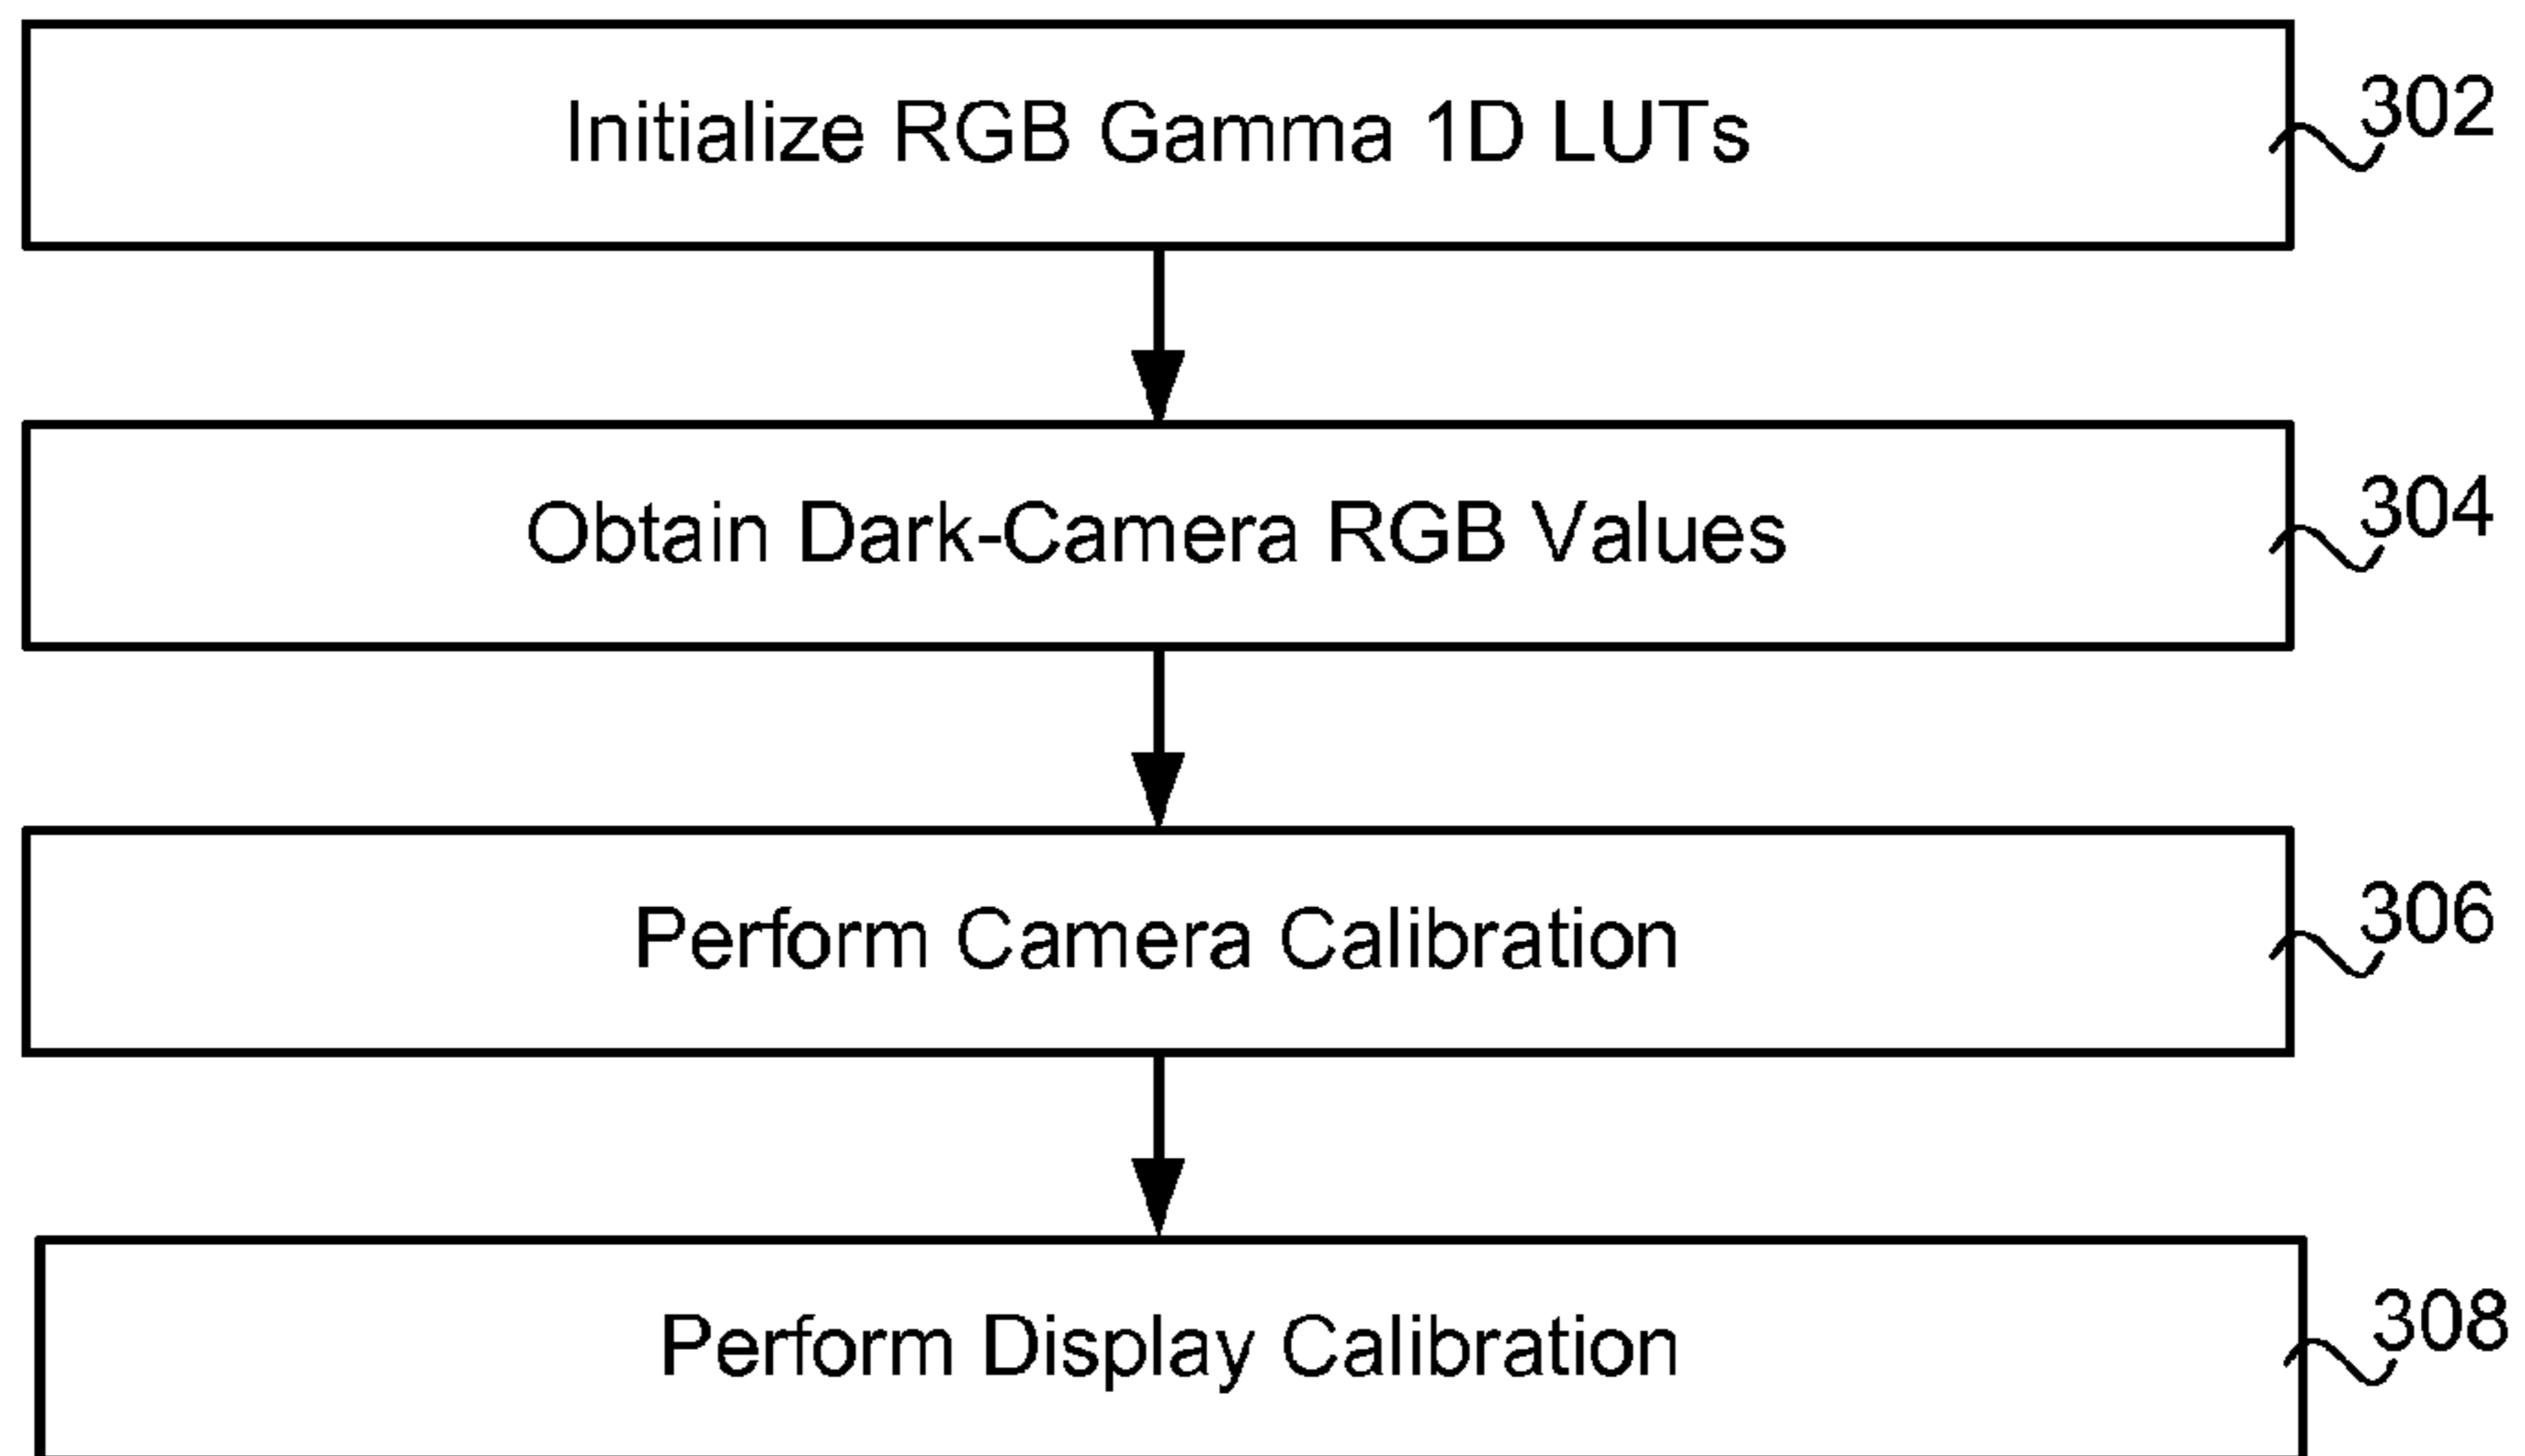 Initialize RGB Gamma 1D LUTs
302
Obtain Dark-Camera RGB Values
304
Perform Camera Calibration
306
Perform Display Calibration
308